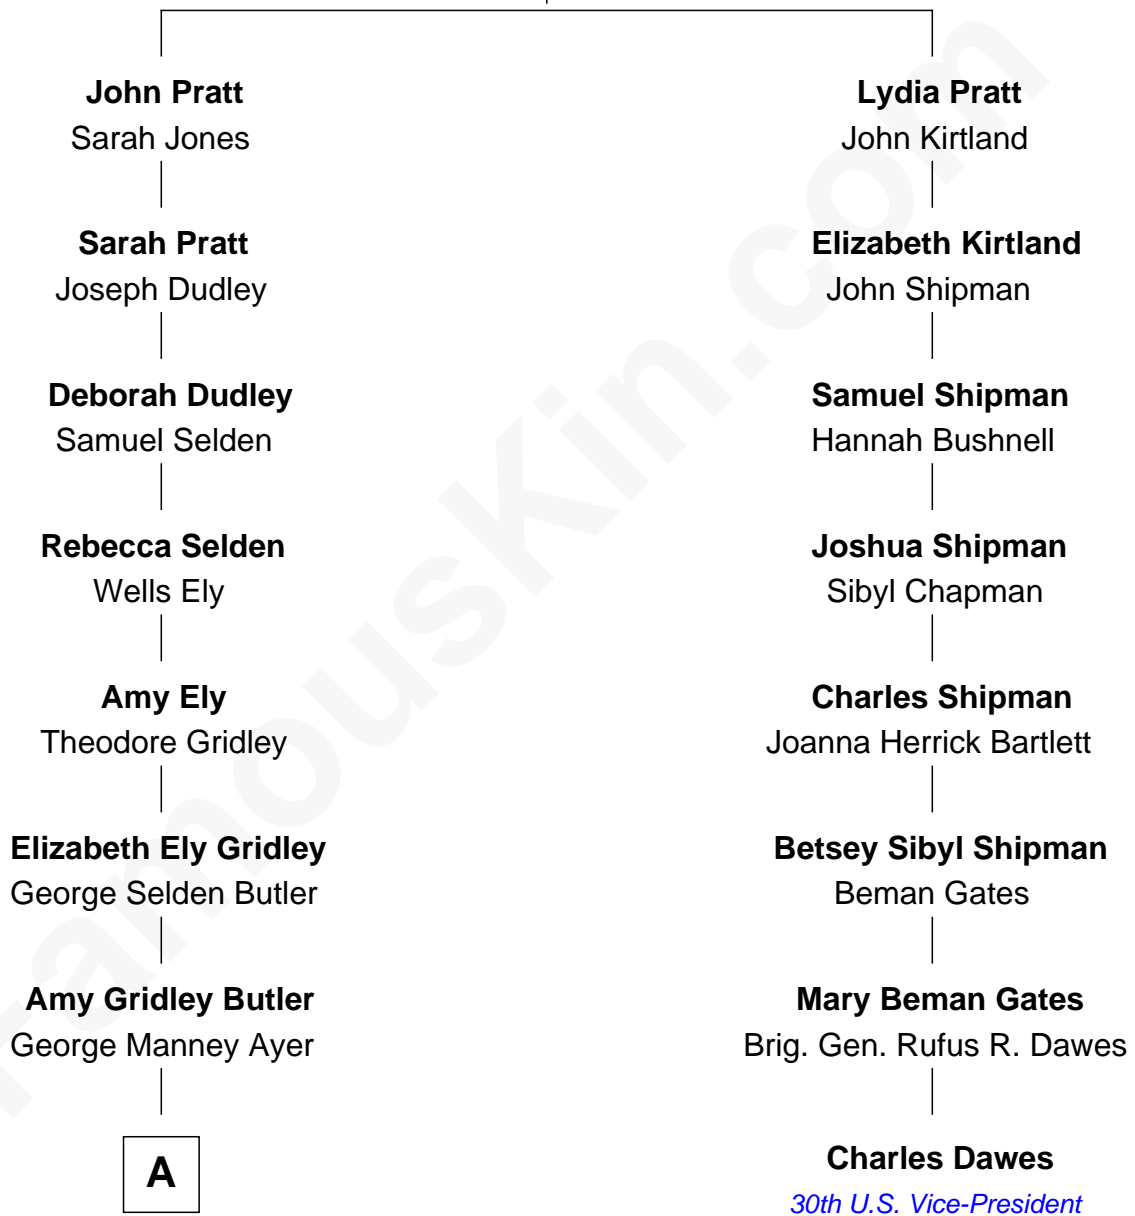 John Pratt
Sarah Jones
Lydia Pratt
John Kirtland
Sarah Pratt
Joseph Dudley
Elizabeth Kirtland
John Shipman
Deborah Dudley
Samuel Selden
Samuel Shipman
Hannah Bushnell
Rebecca Selden
Wells Ely
Joshua Shipman
Sibyl Chapman
Amy Ely
Theodore Gridley
Charles Shipman
Joanna Herrick Bartlett
Elizabeth Ely Gridley
George Selden Butler
Betsey Sibyl Shipman
Beman Gates
Amy Gridley Butler
George Manney Ayer
Mary Beman Gates
Brig. Gen. Rufus R. Dawes
A
Charles Dawes
30th U.S. Vice-President
FamousKin.com